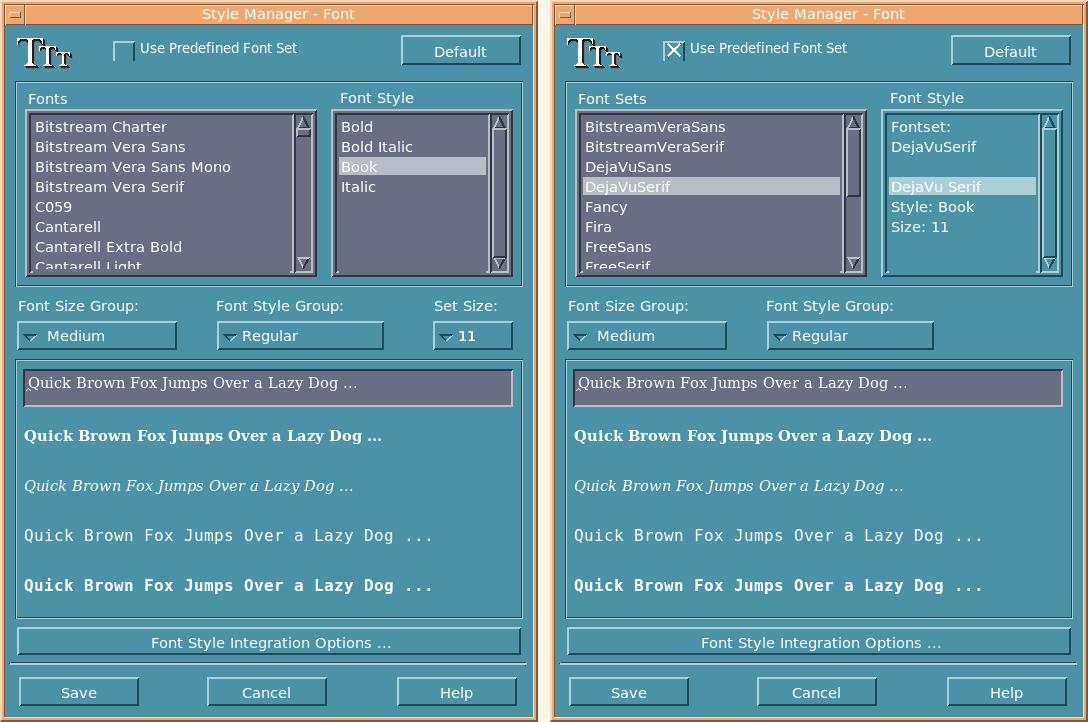 Style Manager - Font
TTT
Use Predefined Font Set
Default
Fonts
Bitstream Charter
Bitstream Vera Sans
Bitstream Vera Sans Mono
Bitstream Vera Serif
C059
Cantarell
Cantarell Extra Bold
Cantarell Light
Font Style
Bold
Bold Italic
Book
Italic
Font Size Group:
Font Style Group:
Set Size:
Medium
Regular
11
Quick Brown Fox Jumps Over a Lazy Dog ...
Quick Brown Fox Jumps Over a Lazy Dog ...
Quick Brown Fox Jumps Over a Lazy Dog ...
Quick Brown Fox Jumps Over a Lazy Dog ...
Quick Brown Fox Jumps Over a Lazy Dog ...
Font Style Integration Options ...
Save
Cancel
Help
Style Manager - Font
TTT
Use Predefined Font Set
Default
Font Sets
BitstreamVeraSans
BitstreamVeraSerif
DejaVuSans
DejaVuSerif
Fancy
Fira
FreeSans
FreeSerif
Font Style
Fontset:
DejaVuSerif
DejaVu Serif
Style: Book
Size: 11
Font Size Group:
Font Style Group:
Medium
Regular
Quick Brown Fox Jumps Over a Lazy Dog ...
Quick Brown Fox Jumps Over a Lazy Dog ...
Quick Brown Fox Jumps Over a Lazy Dog ...
Quick Brown Fox Jumps Over a Lazy Dog ...
Quick Brown Fox Jumps Over a Lazy Dog ...
Font Style Integration Options ...
Save
Cancel
Help